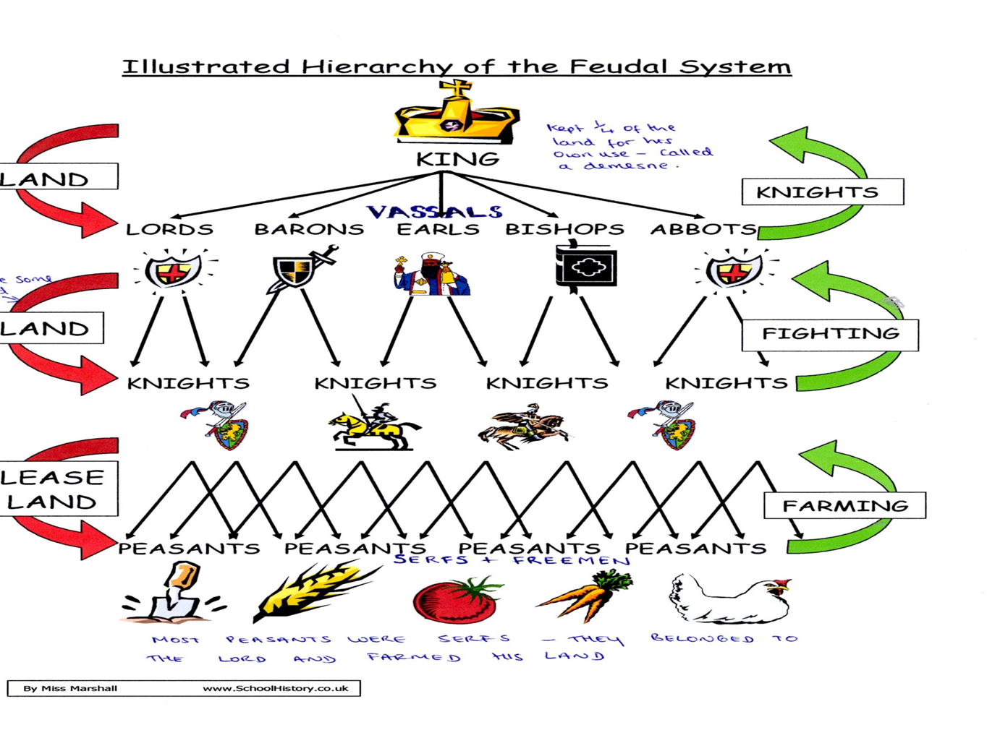 Illustrated Hierarchy of the Feudal System
Kept ¼ of the
land for his
own use - called
a demesne.
KING
LAND
KNIGHTS
VASSALS
LORDS BARONS EARLS BISHOPS ABBOTS
some
LAND
FIGHTING
KNIGHTS KNIGHTS KNIGHTS KNIGHTS
LEASE
LAND
FARMING
PEASANTS PEASANTS PEASANTS PEASANTS
SERFS + FREEMEN
MOST PEASANTS WERE SERFS - THEY BELONGED TO
THE LORD AND FARMED HIS LAND
By Miss Marshall www.SchoolHistory.co.uk